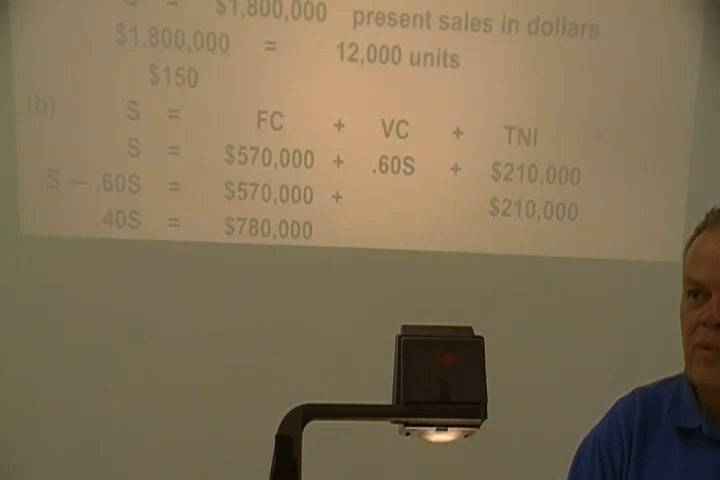 S = $1,800,000 present sales in dollars
$1,800,000 = 12,000 units
$150
(b) S = FC + VC + TNI
S = $570,000 + .60S + $210,000
S — .60S = $570,000 + $210,000
.40S = $780,000